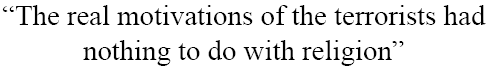 “The real motivations of the terrorists had
nothing to do with religion”